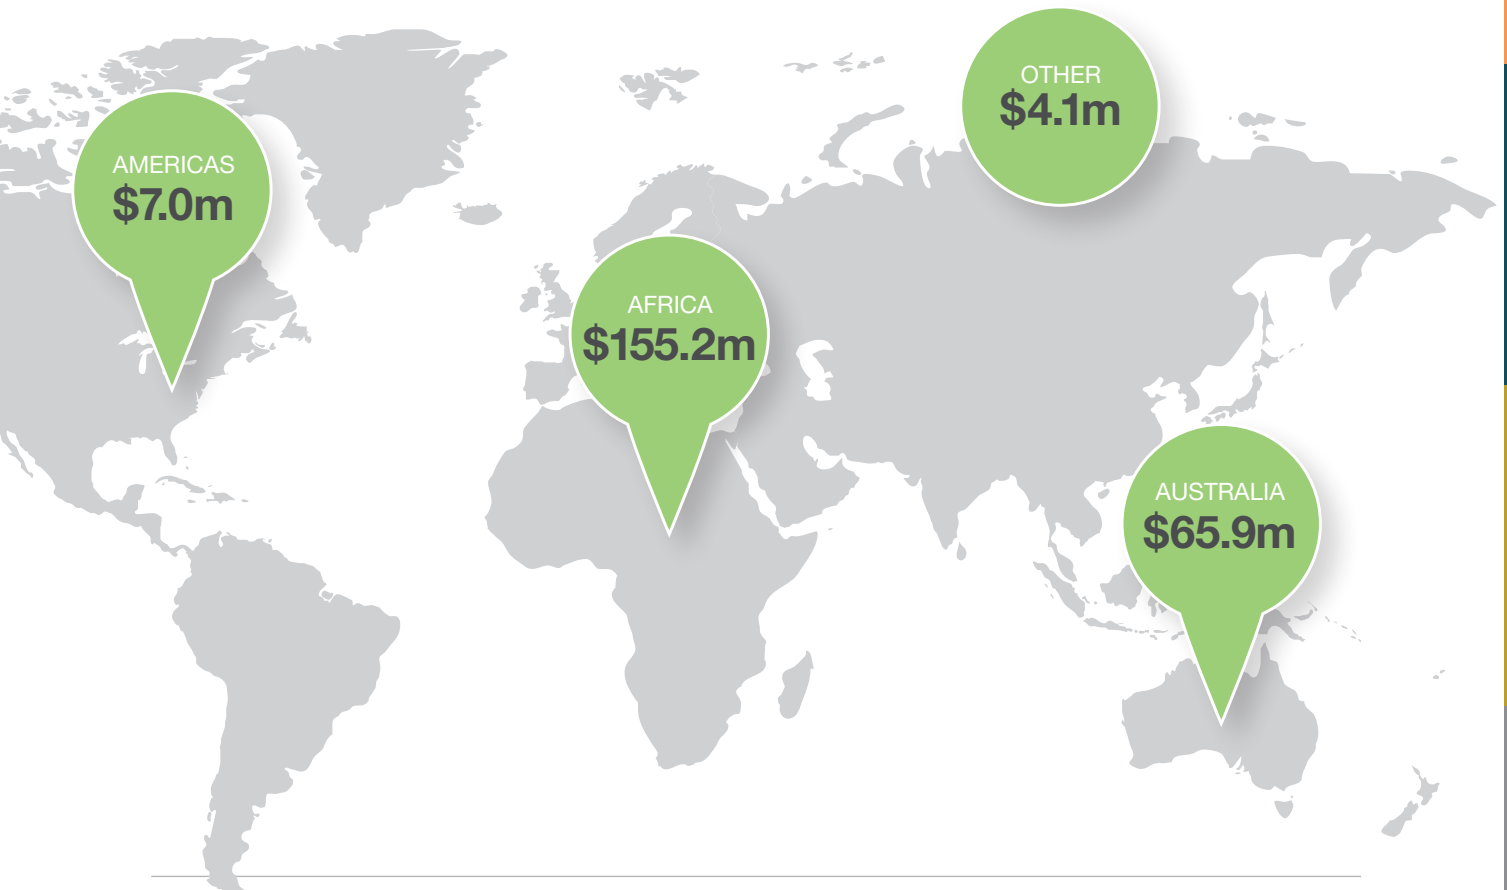 OTHER
$4.1m
AMERICAS
$7.0m
AFRICA
$155.2m
AUSTRALIA
$65.9m